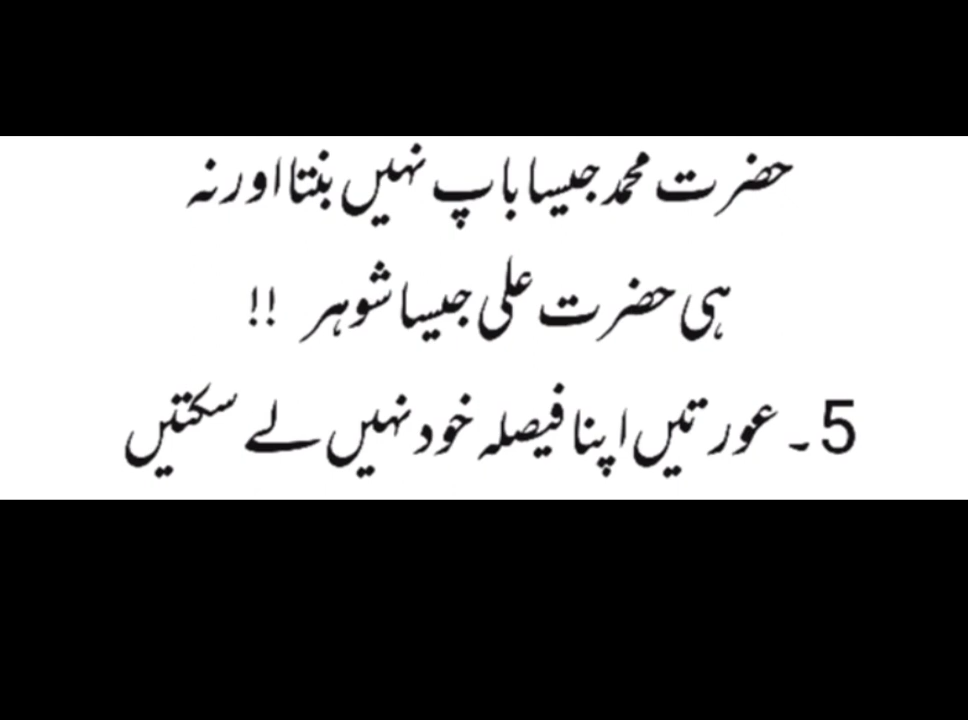 حضرت محمد جیسا باپ نہیں بنتا اور نہ
ہی حضرت علی جیسا شوہر !!
5۔ عورتیں اپنا فیصلہ خود نہیں لے سکتیں